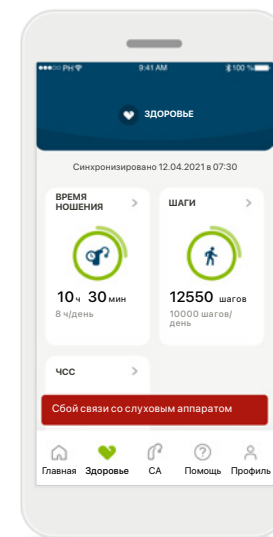 PH 9:41 AM 100 %
ЗДОРОВЬЕ
Синхронизировано 12.04.2021 в 07:30
ВРЕМЯ
НОШЕНИЯ
10 ч 30 мин
8 ч/день
ШАГИ
12550 шагов
10000 шагов/
день
ЧСС
Сбой связи со слуховым аппаратом
Главная Здоровье СА Помощь Профиль